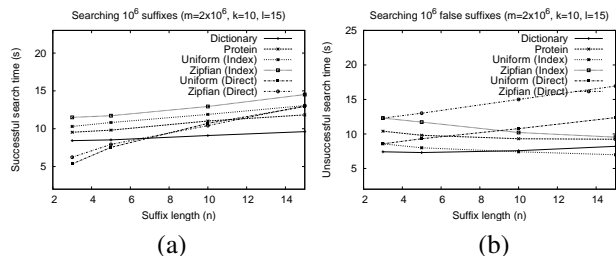 Searching 10^6 suffixes (m=2x10^6, k=10, l=15)
Successful search time (s)
20
15
10
5
Dictionary
Protein
Uniform (Index)
Zipfian (Index)
Uniform (Direct)
Zipfian (Direct)
2 4 6 8 10 12 14
Suffix length (n)
(a)
Searching 10^6 false suffixes (m=2x10^6, k=10, l=15)
Unsuccessful search time (s)
25
20
15
10
5
Dictionary
Protein
Uniform (Index)
Zipfian (Index)
Uniform (Direct)
Zipfian (Direct)
2 4 6 8 10 12 14
Suffix length (n)
(b)